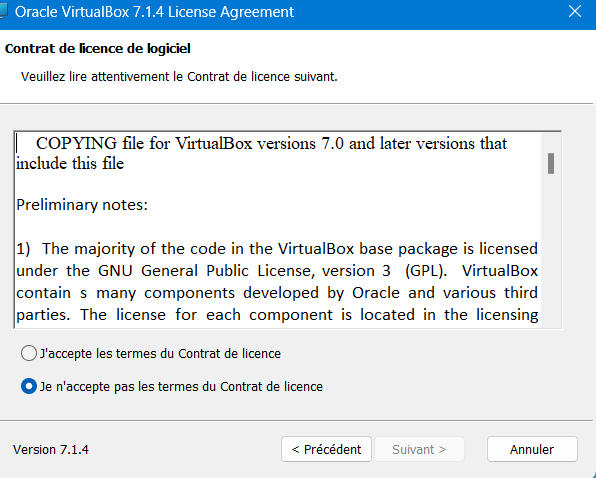 Oracle VirtualBox 7.1.4 License Agreement
Contrat de licence de logiciel
Veuillez lire attentivement le Contrat de licence suivant.
COPYING file for VirtualBox versions 7.0 and later versions that
include this file
Preliminary notes:
1) The majority of the code in the VirtualBox base package is licensed
under the GNU General Public License, version 3 (GPL). VirtualBox
contain s many components developed by Oracle and various third
parties. The license for each component is located in the licensing
J'accepte les termes du Contrat de licence
Je n'accepte pas les termes du Contrat de licence
Version 7.1.4
< Précédent
Suivant >
Annuler